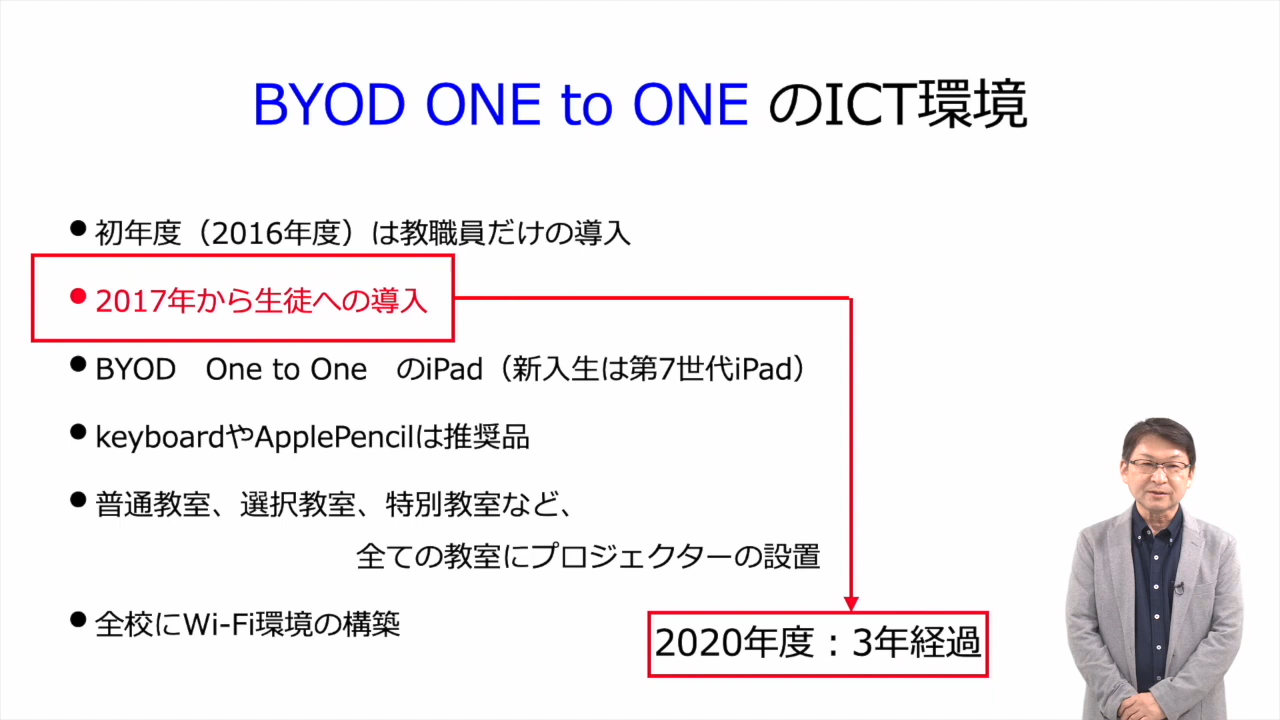 BYOD ONE to ONE のICT環境
初年度（2016年度）は教職員だけの導入
2017年から生徒への導入
BYOD　One to One　のiPad（新入生は第7世代iPad）
keyboardやApplePencilは推奨品
普通教室、選択教室、特別教室など、
全ての教室にプロジェクターの設置
全校にWi-Fi環境の構築
2020年度：3年経過